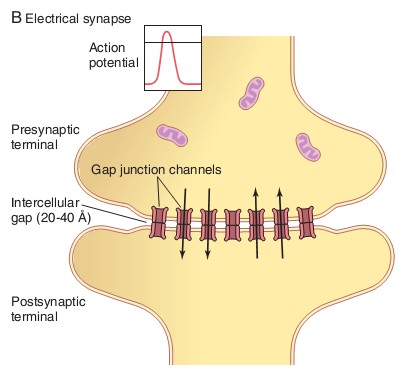 B Electrical synapse
Action
potential
Presynaptic
terminal
Gap junction channels
Intercellular
gap (20-40 Å)
Postsynaptic
terminal